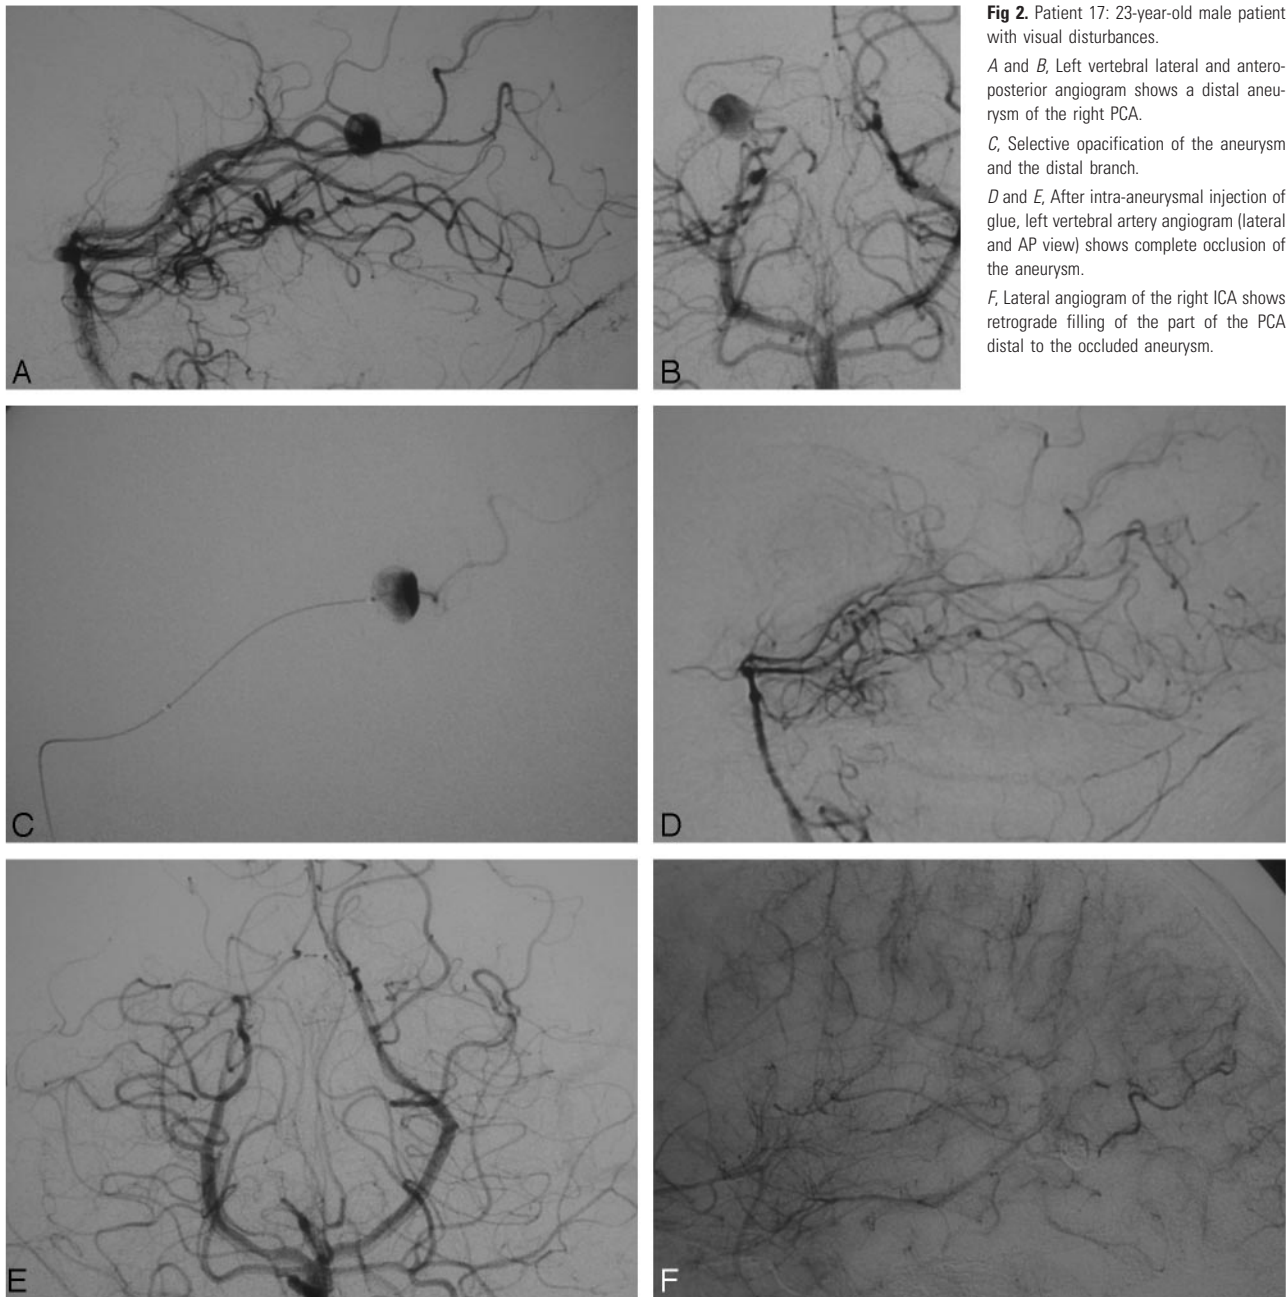 Fig 2. Patient 17: 23-year-old male patient
with visual disturbances.
A and B, Left vertebral lateral and antero-
posterior angiogram shows a distal aneu-
rysm of the right PCA.
C, Selective opacification of the aneurysm
and the distal branch.
D and E, After intra-aneurysmal injection of
glue, left vertebral artery angiogram (lateral
and AP view) shows complete occlusion of
the aneurysm.
F, Lateral angiogram of the right ICA shows
retrograde filling of the part of the PCA
distal to the occluded aneurysm.
A
B
C
D
E
F